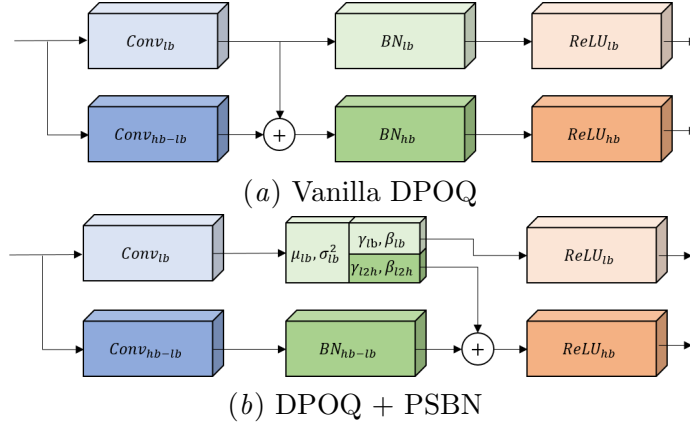 Conv_lb BN_lb ReLU_lb
Conv_hb−lb + BN_hb ReLU_hb
(a) Vanilla DPOQ
Conv_lb μ_lb, σ²_lb γ_lb, β_lb ReLU_lb
γ_l2h, β_l2h
Conv_hb−lb BN_hb−lb + ReLU_hb
(b) DPOQ + PSBN